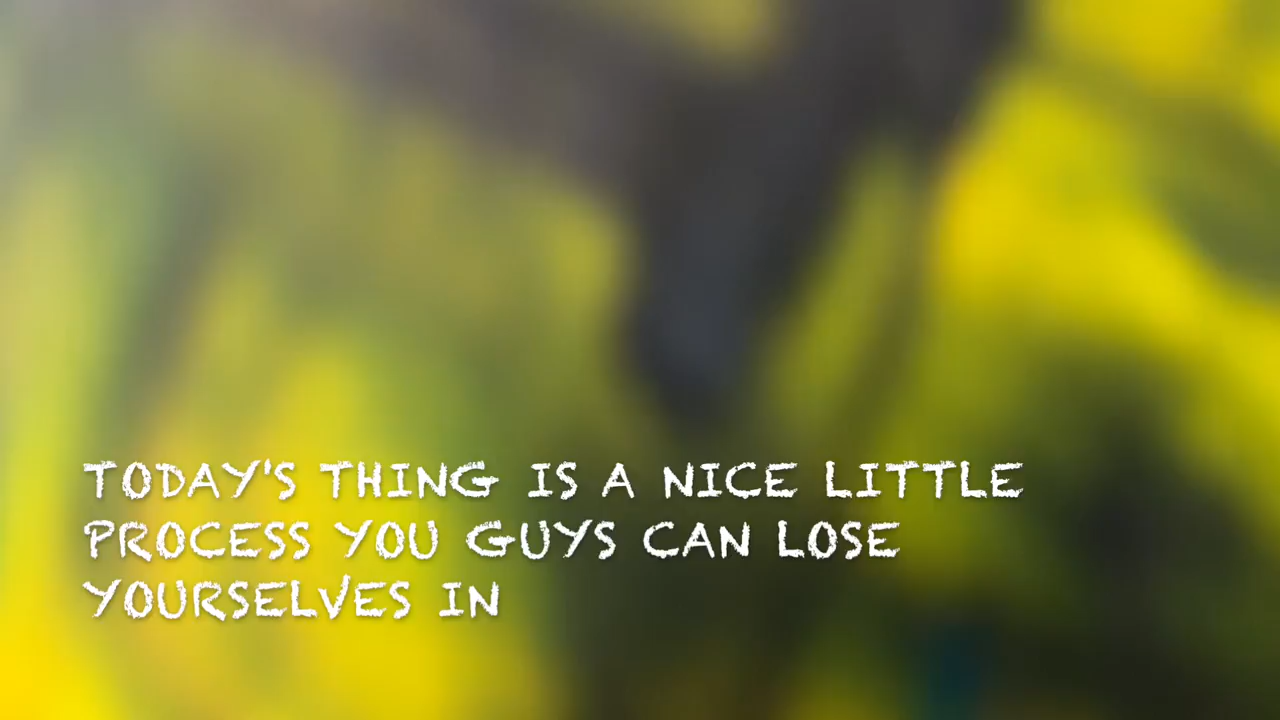 TODAY'S THING IS A NICE LITTLE
PROCESS YOU GUYS CAN LOSE
YOURSELVES IN